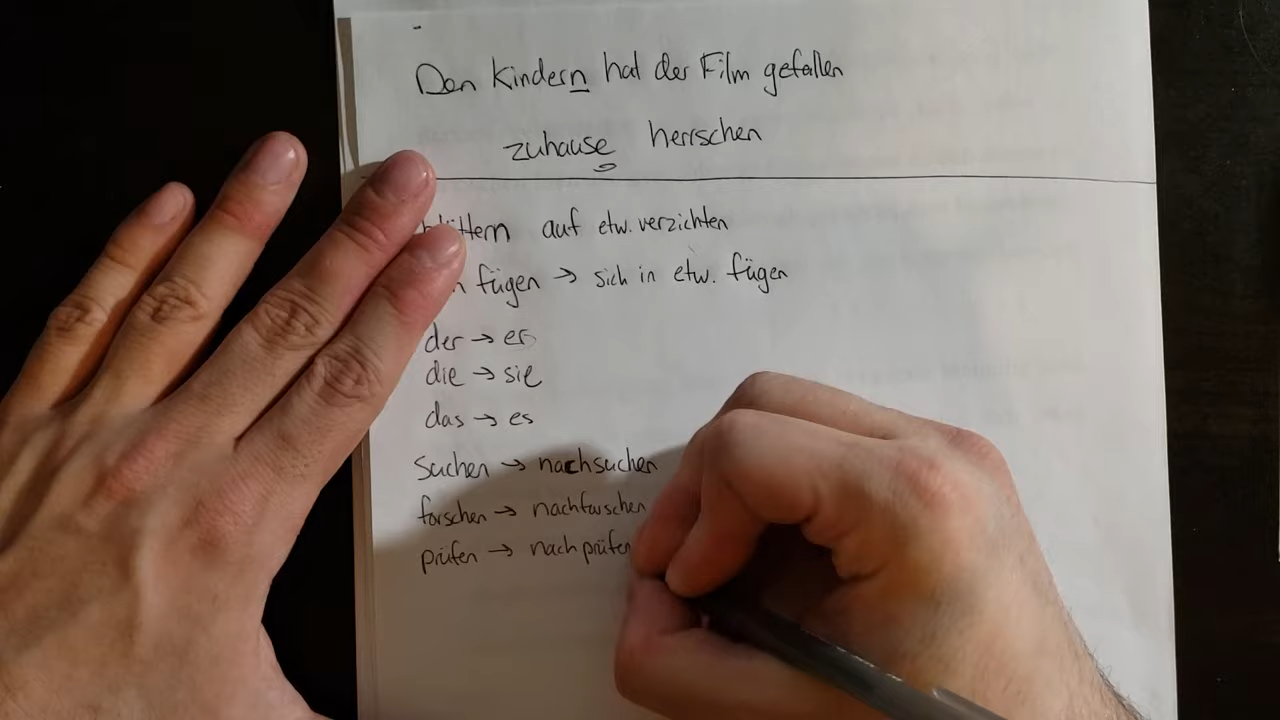 Den Kindern hat der Film gefallen
zuhause herrschen
auf etw. verzichten
fügen → sich in etw. fügen
der → er
die → sie
das → es
suchen → nachsuchen
forschen → nachforschen
prüfen → nachprüfen